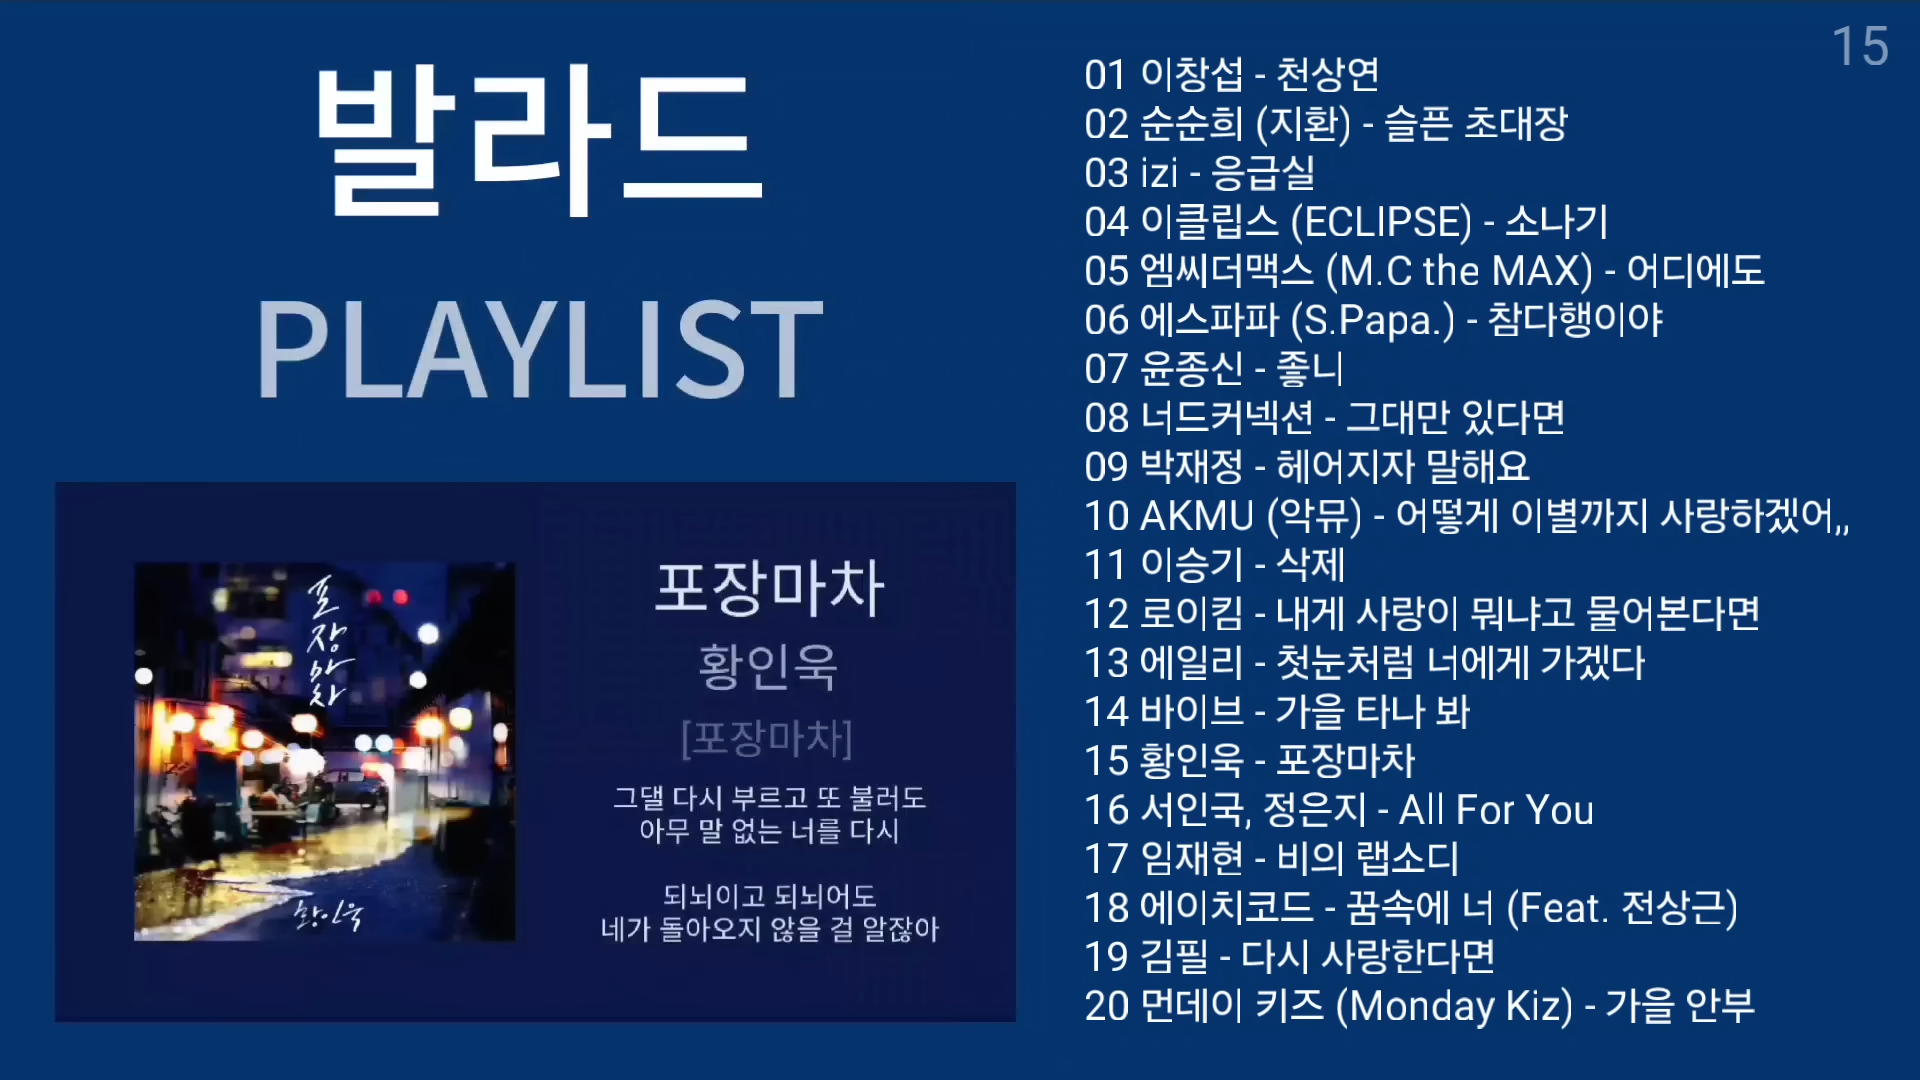 발라드
PLAYLIST
포장마차
황인욱
포장마차
황인욱
[포장마차]
그댈 다시 부르고 또 불러도
아무 말 없는 너를 다시
되뇌이고 되뇌어도
네가 돌아오지 않을 걸 알잖아
15
01 이창섭 - 천상연
02 순순희 (지환) - 슬픈 초대장
03 izi - 응급실
04 이클립스 (ECLIPSE) - 소나기
05 엠씨더맥스 (M.C the MAX) - 어디에도
06 에스파파 (S.Papa.) - 참다행이야
07 윤종신 - 좋니
08 너드커넥션 - 그대만 있다면
09 박재정 - 헤어지자 말해요
10 AKMU (악뮤) - 어떻게 이별까지 사랑하겠어,,
11 이승기 - 삭제
12 로이킴 - 내게 사랑이 뭐냐고 물어본다면
13 에일리 - 첫눈처럼 너에게 가겠다
14 바이브 - 가을 타나 봐
15 황인욱 - 포장마차
16 서인국, 정은지 - All For You
17 임재현 - 비의 랩소디
18 에이치코드 - 꿈속에 너 (Feat. 전상근)
19 김필 - 다시 사랑한다면
20 먼데이 키즈 (Monday Kiz) - 가을 안부